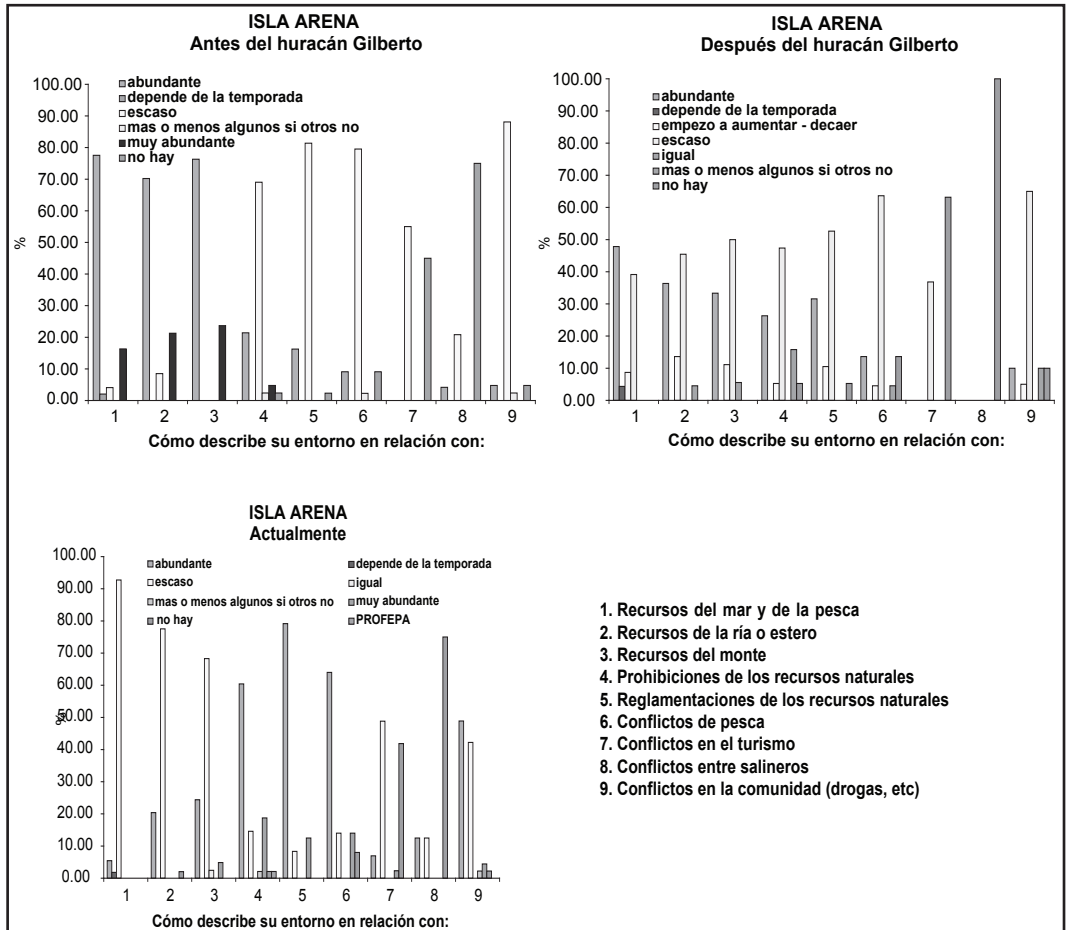 ISLA ARENA
Antes del huracán Gilberto
abundante
depende de la temporada
escaso
mas o menos algunos si otros no
muy abundante
no hay
100.00
90.00
80.00
70.00
60.00
50.00
40.00
30.00
20.00
10.00
0.00
%
1 2 3 4 5 6 7 8 9
Cómo describe su entorno en relación con:
ISLA ARENA
Después del huracán Gilberto
abundante
depende de la temporada
empezo a aumentar - decaer
escaso
igual
mas o menos algunos si otros no
no hay
100.00
90.00
80.00
70.00
60.00
50.00
40.00
30.00
20.00
10.00
0.00
%
1 2 3 4 5 6 7 8 9
Cómo describe su entorno en relación con:
ISLA ARENA
Actualmente
abundante depende de la temporada
escaso igual
mas o menos algunos si otros no muy abundante
no hay PROFEPA
100.00
90.00
80.00
70.00
60.00
50.00
40.00
30.00
20.00
10.00
0.00
%
1 2 3 4 5 6 7 8 9
Cómo describe su entorno en relación con:
1. Recursos del mar y de la pesca
2. Recursos de la ría o estero
3. Recursos del monte
4. Prohibiciones de los recursos naturales
5. Reglamentaciones de los recursos naturales
6. Conflictos de pesca
7. Conflictos en el turismo
8. Conflictos entre salineros
9. Conflictos en la comunidad (drogas, etc)